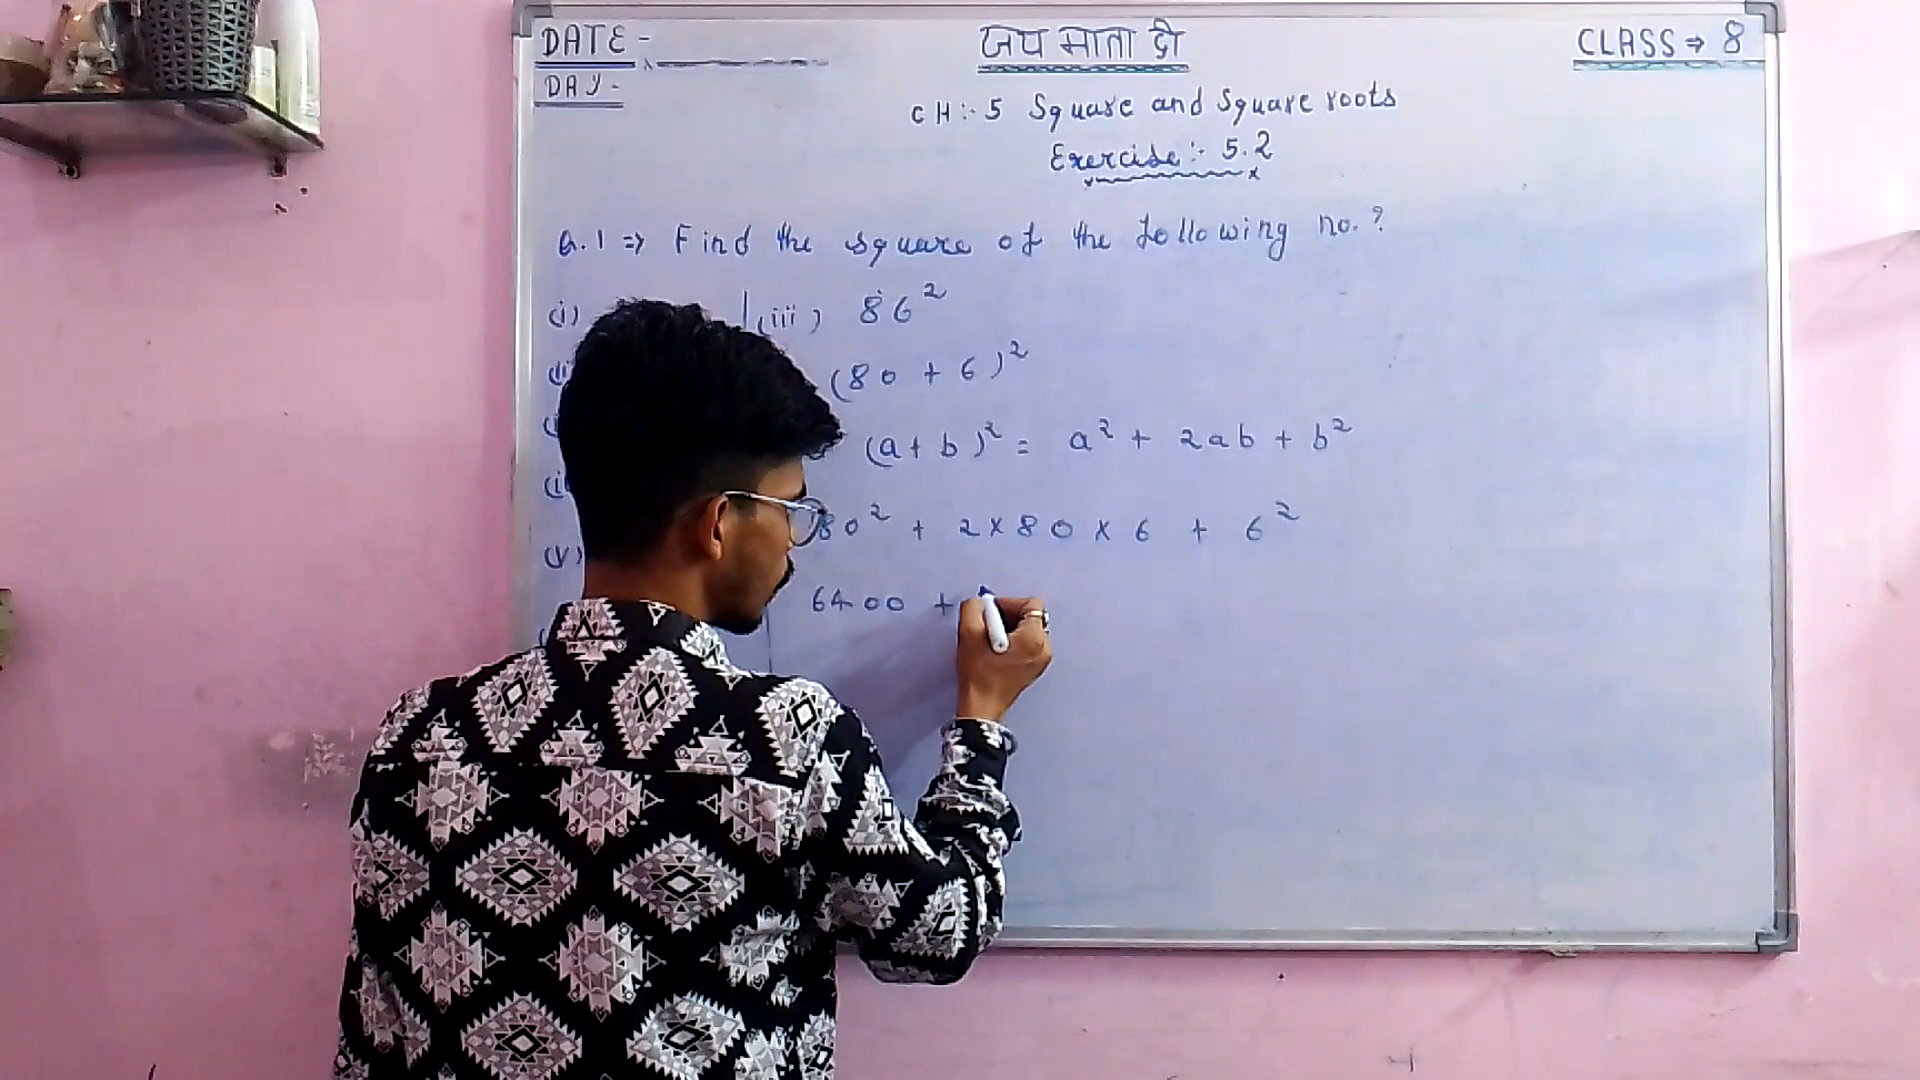 DATE -
जय माता दी
CLASS → 8
DAY -
CH :- 5 Square and Square roots
Exercise :- 5.2
Q.1 => Find the square of the following no. ?
(i)
(iii) 86²
(80 + 6)²
(a + b)² = a² + 2ab + b²
80² + 2 × 80 × 6 + 6²
(v)
6400 +